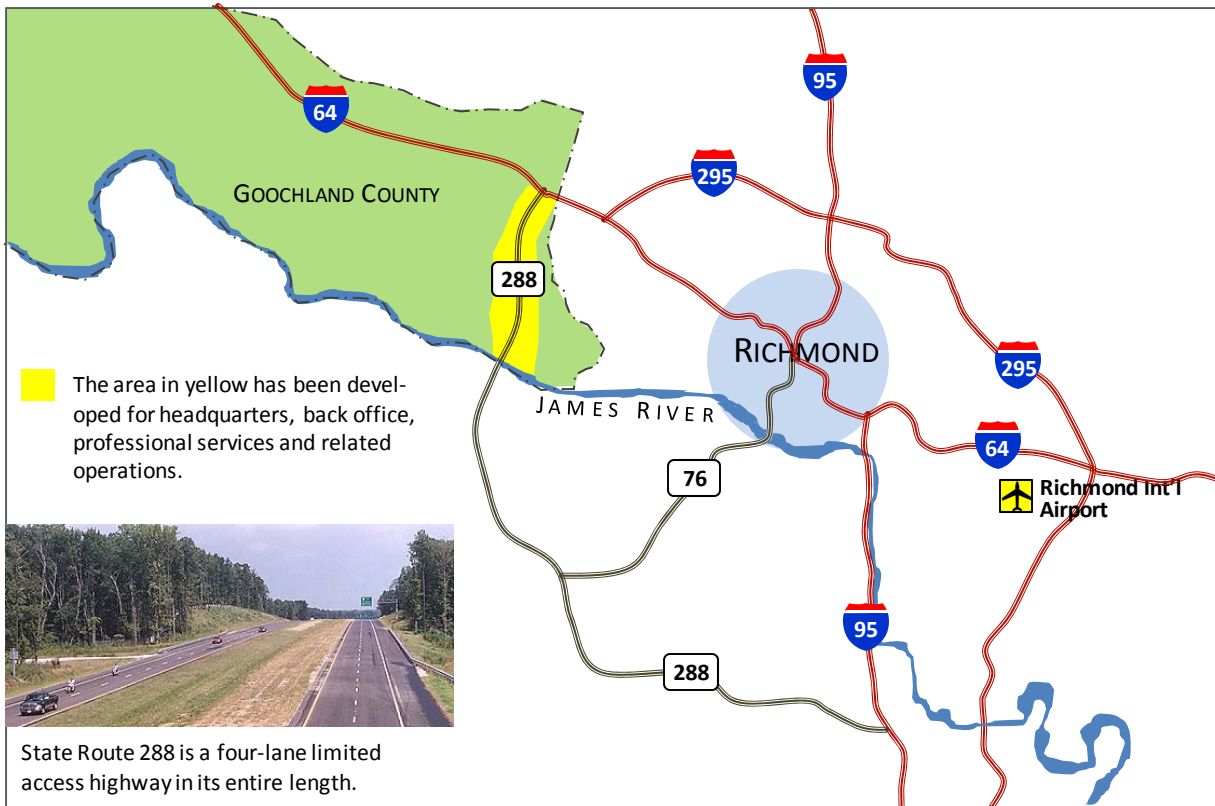 95
64
295
GOOCHLAND COUNTY
288
RICHMOND
295
The area in yellow has been devel-
oped for headquarters, back office,
professional services and related
operations.
JAMES RIVER
64
76
Richmond Int'l
Airport
95
288
State Route 288 is a four-lane limited
access highway in its entire length.